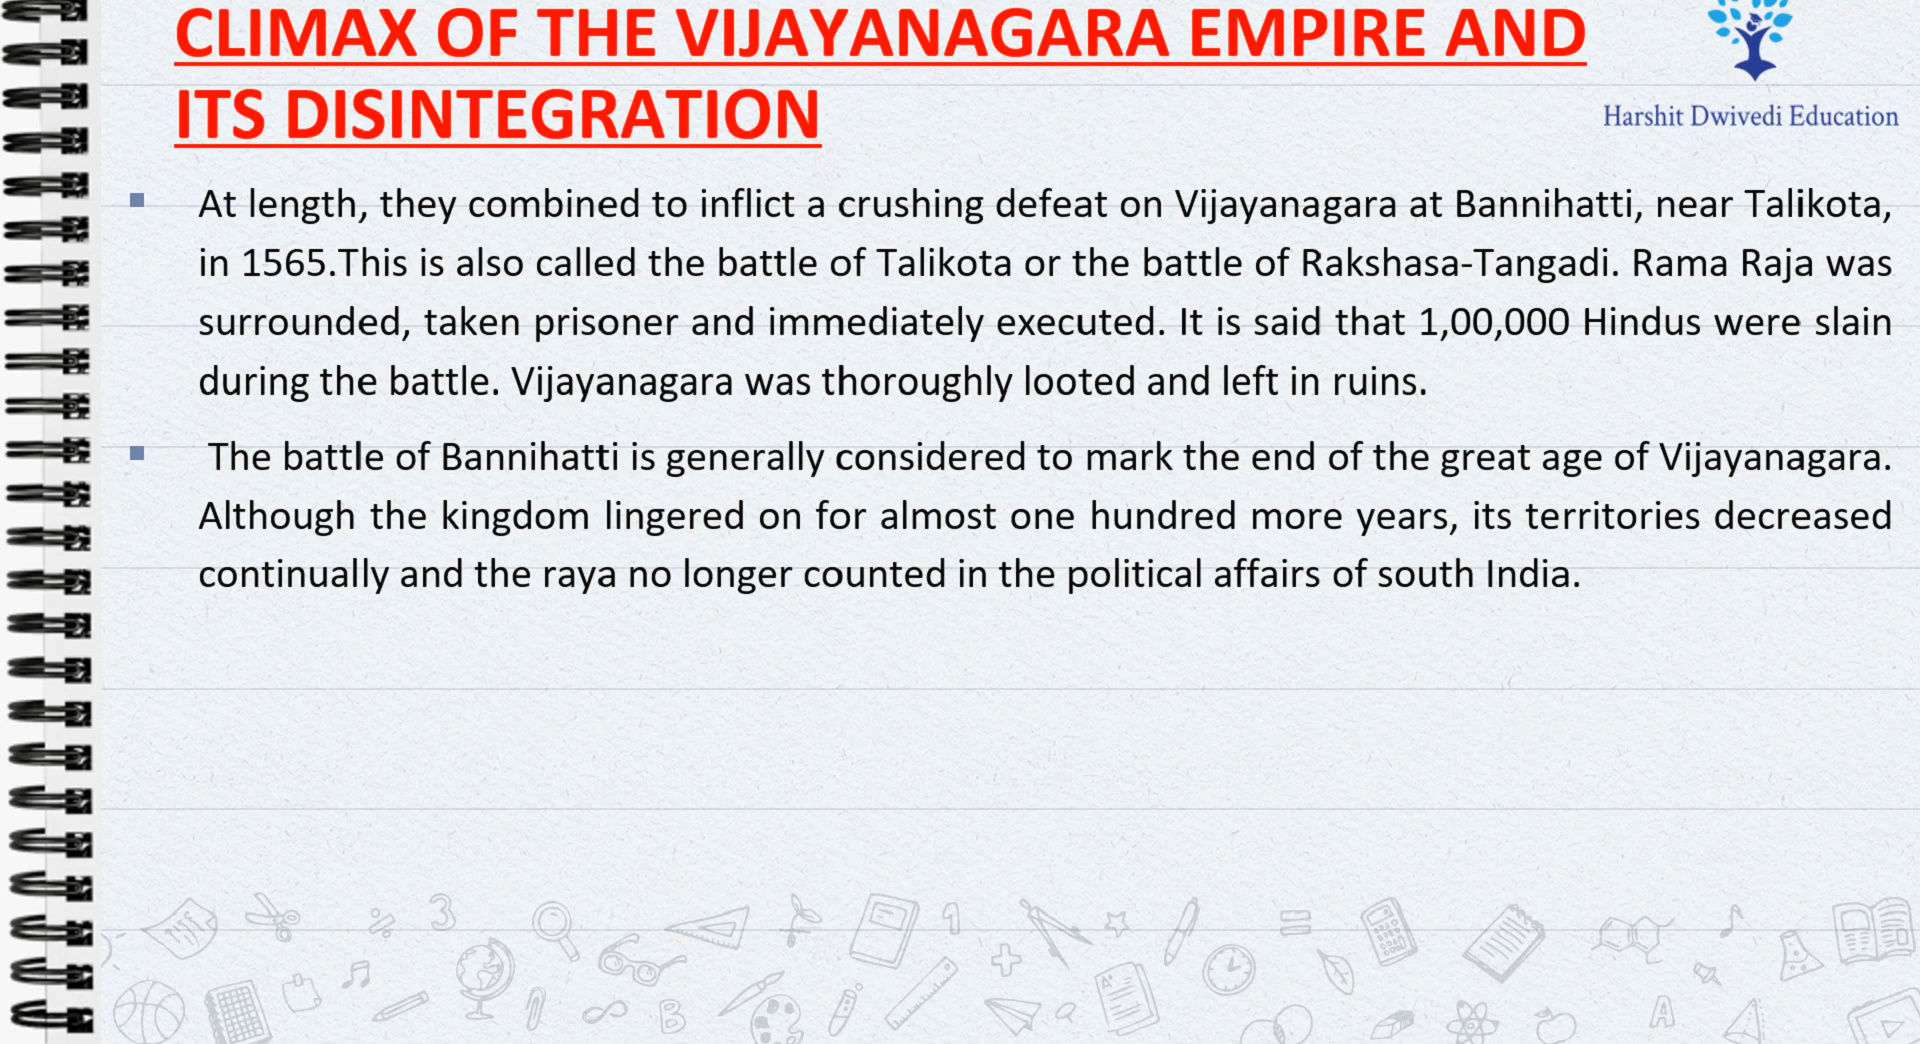 CLIMAX OF THE VIJAYANAGARA EMPIRE AND
ITS DISINTEGRATION
Harshit Dwivedi Education
▪ At length, they combined to inflict a crushing defeat on Vijayanagara at Bannihatti, near Talikota,
in 1565.This is also called the battle of Talikota or the battle of Rakshasa-Tangadi. Rama Raja was
surrounded, taken prisoner and immediately executed. It is said that 1,00,000 Hindus were slain
during the battle. Vijayanagara was thoroughly looted and left in ruins.
▪ The battle of Bannihatti is generally considered to mark the end of the great age of Vijayanagara.
Although the kingdom lingered on for almost one hundred more years, its territories decreased
continually and the raya no longer counted in the political affairs of south India.